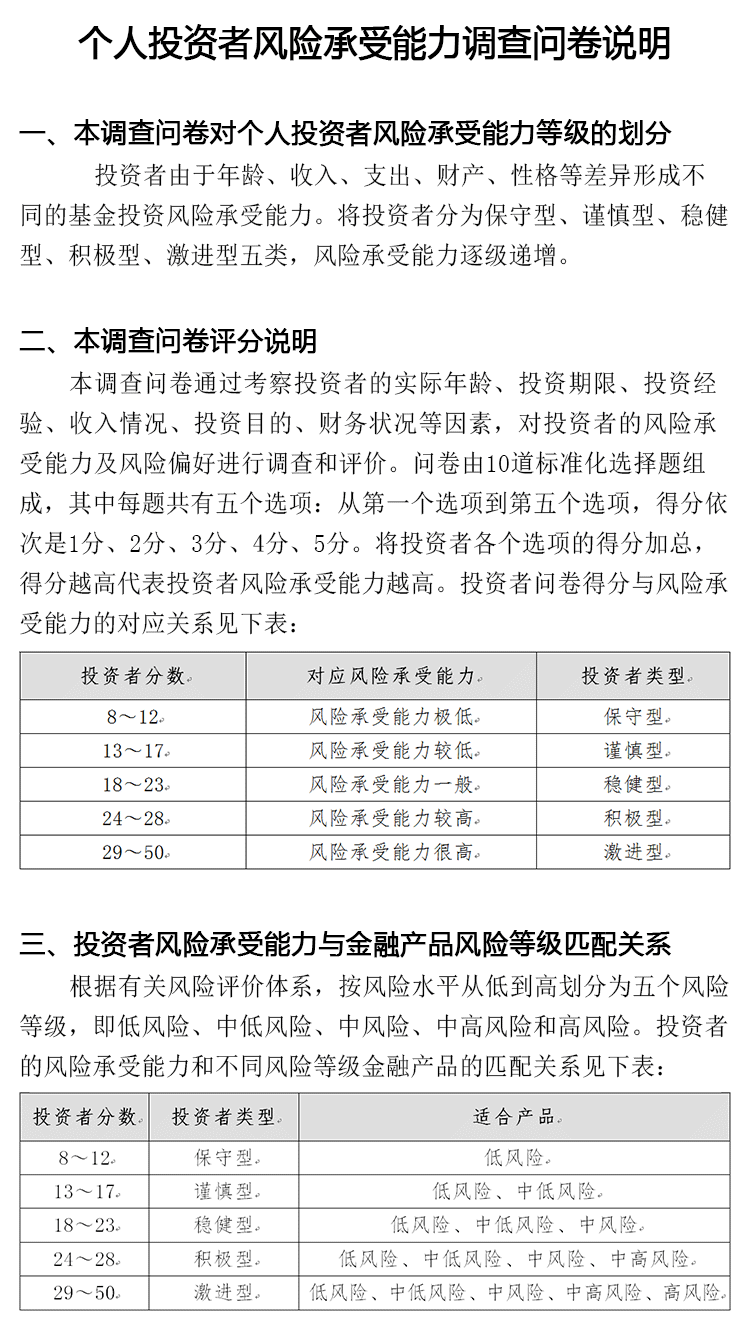 个人投资者风险承受能力调查问卷说明
一、本调查问卷对个人投资者风险承受能力等级的划分
投资者由于年龄、收入、支出、财产、性格等差异形成不
同的基金投资风险承受能力。将投资者分为保守型、谨慎型、稳健
型、积极型、激进型五类，风险承受能力逐级递增。
二、本调查问卷评分说明
本调查问卷通过考察投资者的实际年龄、投资期限、投资经
验、收入情况、投资目的、财务状况等因素，对投资者的风险承
受能力及风险偏好进行调查和评价。问卷由10道标准化选择题组
成，其中每题共有五个选项：从第一个选项到第五个选项，得分依
次是1分、2分、3分、4分、5分。将投资者各个选项的得分加总，
得分越高代表投资者风险承受能力越高。投资者问卷得分与风险承
受能力的对应关系见下表：
投资者分数 对应风险承受能力 投资者类型
8～12 风险承受能力极低 保守型
13～17 风险承受能力较低 谨慎型
18～23 风险承受能力一般 稳健型
24～28 风险承受能力较高 积极型
29～50 风险承受能力很高 激进型
三、投资者风险承受能力与金融产品风险等级匹配关系
根据有关风险评价体系，按风险水平从低到高划分为五个风险
等级，即低风险、中低风险、中风险、中高风险和高风险。投资者
的风险承受能力和不同风险等级金融产品的匹配关系见下表：
投资者分数 投资者类型 适合产品
8～12 保守型 低风险
13～17 谨慎型 低风险、中低风险
18～23 稳健型 低风险、中低风险、中风险
24～28 积极型 低风险、中低风险、中风险、中高风险
29～50 激进型 低风险、中低风险、中风险、中高风险、高风险